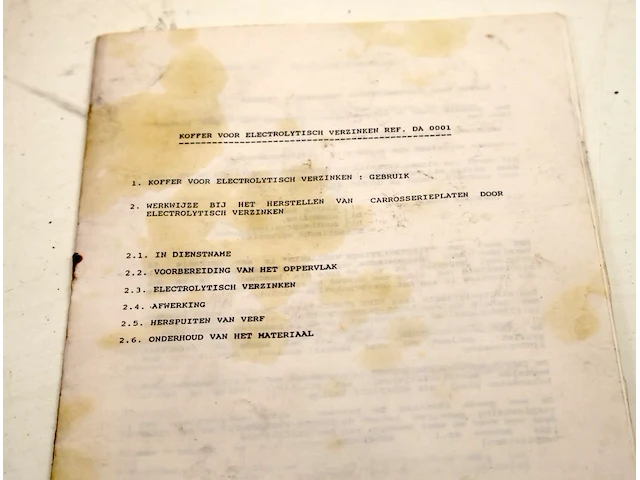 KOFFER VOOR ELECTROLYTISCH VERZINKEN REF. DA 0001
1. KOFFER VOOR ELECTROLYTISCH VERZINKEN : GEBRUIK
2. WERKWIJZE BIJ HET HERSTELLEN VAN CARROSSERIEPLATEN DOOR
ELECTROLYTISCH VERZINKEN
2.1. IN DIENSTNAME
2.2. VOORBEREIDING VAN HET OPPERVLAK
2.3. ELECTROLYTISCH VERZINKEN
2.4. AFWERKING
2.5. HERSPUITEN VAN VERF
2.6. ONDERHOUD VAN HET MATERIAAL